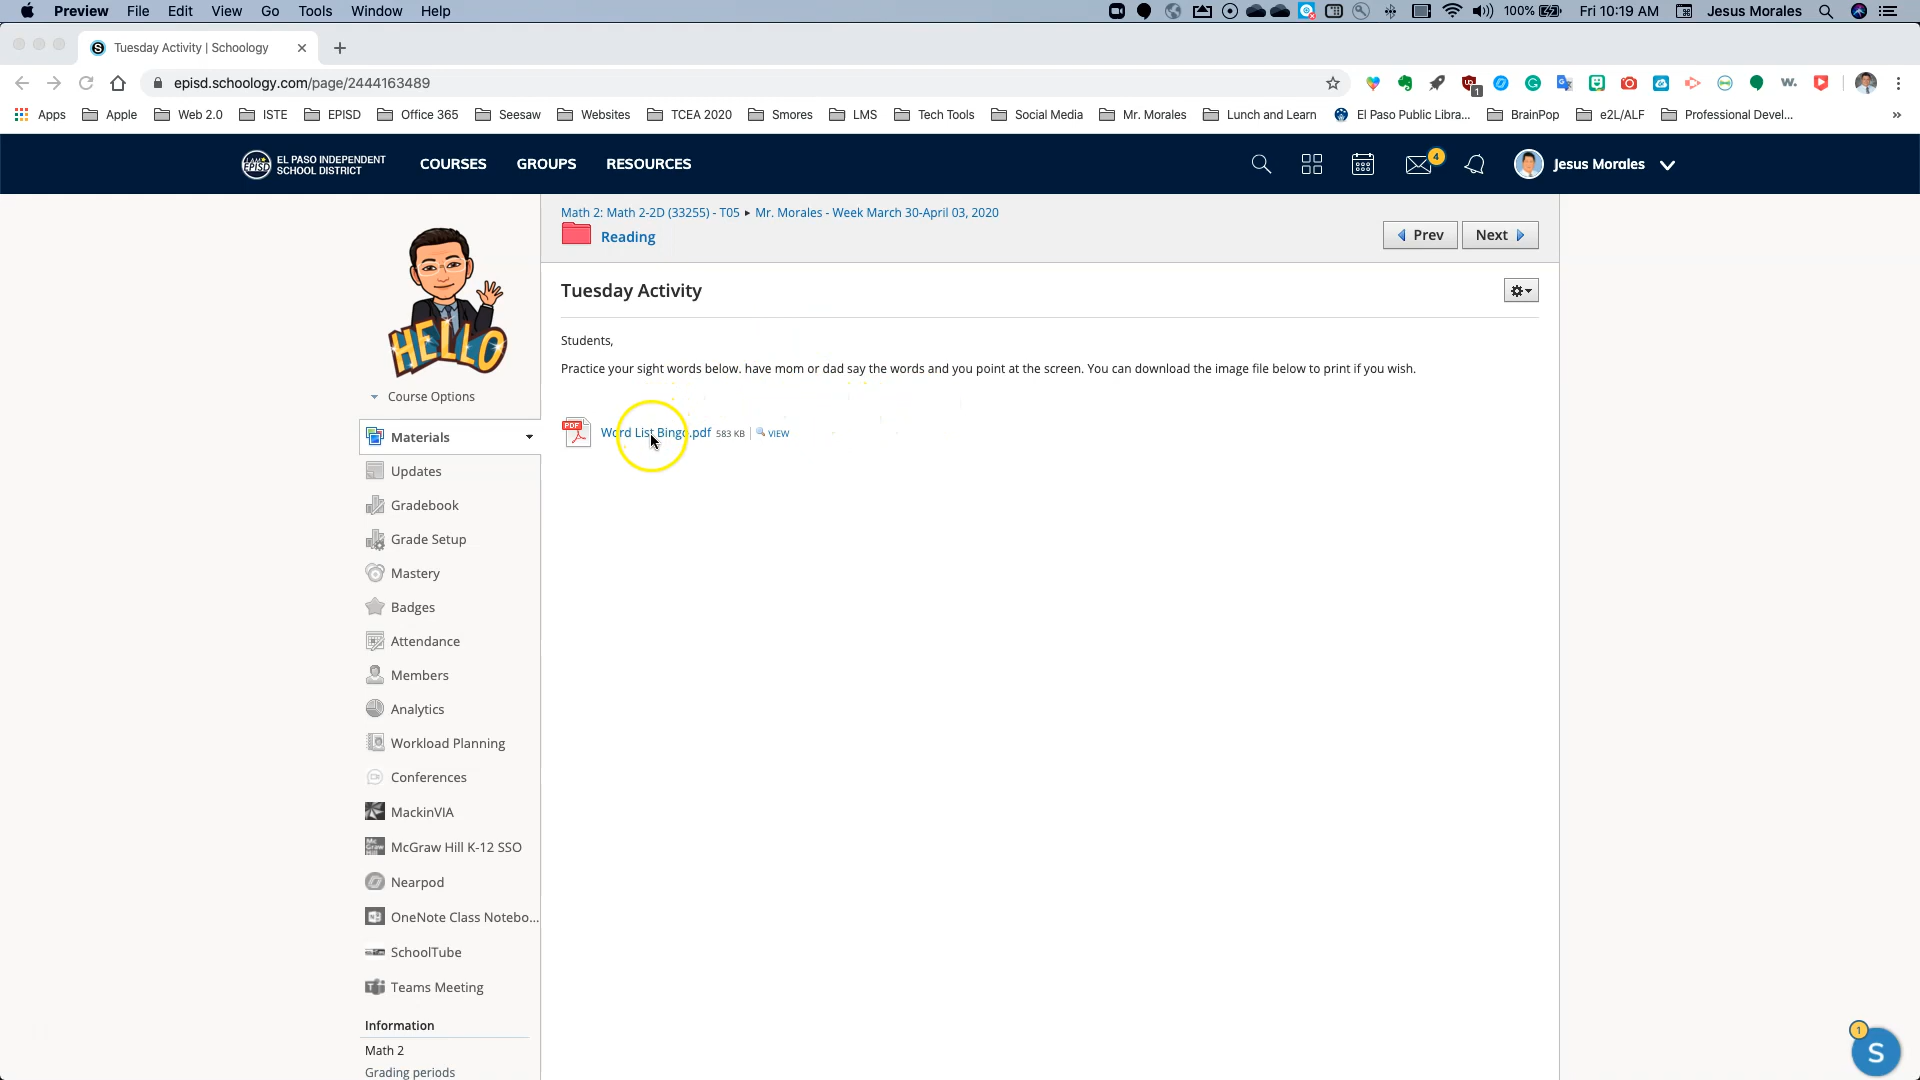 Preview File Edit View Go Tools Window Help 100% Fri 10:19 AM Jesus Morales
Tuesday Activity | Schoology
episd.schoology.com/page/2444163489
1
Apps Apple Web 2.0 ISTE EPISD Office 365 Seesaw Websites TCEA 2020 Smores LMS Tech Tools Social Media Mr. Morales Lunch and Learn El Paso Public Libra... BrainPop e2L/ALF Professional Devel... »
EL PASO INDEPENDENT
SCHOOL DISTRICT
COURSES GROUPS RESOURCES 4 Jesus Morales
Math 2: Math 2-2D (33255) - T05 ▸ Mr. Morales - Week March 30-April 03, 2020
Reading
Prev Next
Tuesday Activity
Students,
Practice your sight words below. have mom or dad say the words and you point at the screen. You can download the image file below to print if you wish.
PDF Word List Bingo.pdf 583 KB VIEW
HELLO
Course Options
Materials
Updates
Gradebook
Grade Setup
Mastery
Badges
Attendance
Members
Analytics
Workload Planning
Conferences
MackinVIA
McGraw Hill K-12 SSO
Nearpod
OneNote Class Notebo...
SchoolTube
Teams Meeting
Information
Math 2
Grading periods
1
S